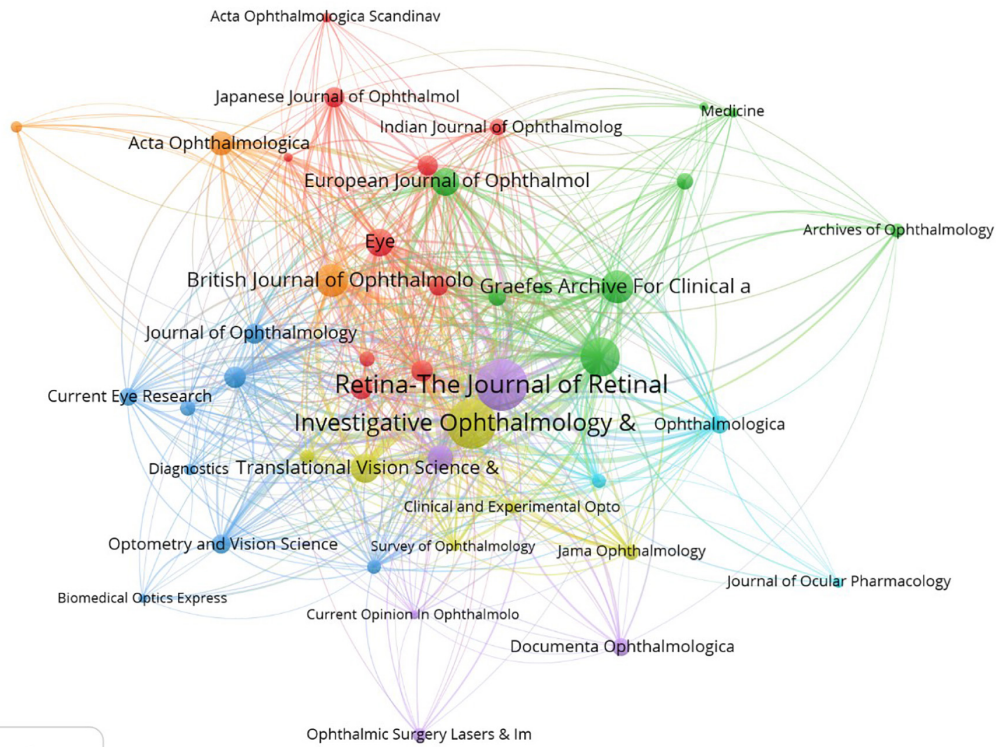 Acta Ophthalmologica Scandinav
Japanese Journal of Ophthalmol
Medicine
Indian Journal of Ophthalmolog
Acta Ophthalmologica
European Journal of Ophthalmol
Archives of Ophthalmology
Eye
British Journal of Ophthalmolo
Graefes Archive For Clinical a
Journal of Ophthalmology
Retina-The Journal of Retinal
Current Eye Research
Investigative Ophthalmology &
Ophthalmologica
Diagnostics
Translational Vision Science &
Clinical and Experimental Opto
Optometry and Vision Science
Survey of Ophthalmology
Jama Ophthalmology
Journal of Ocular Pharmacology
Biomedical Optics Express
Current Opinion In Ophthalmolo
Documenta Ophthalmologica
Ophthalmic Surgery Lasers & Im